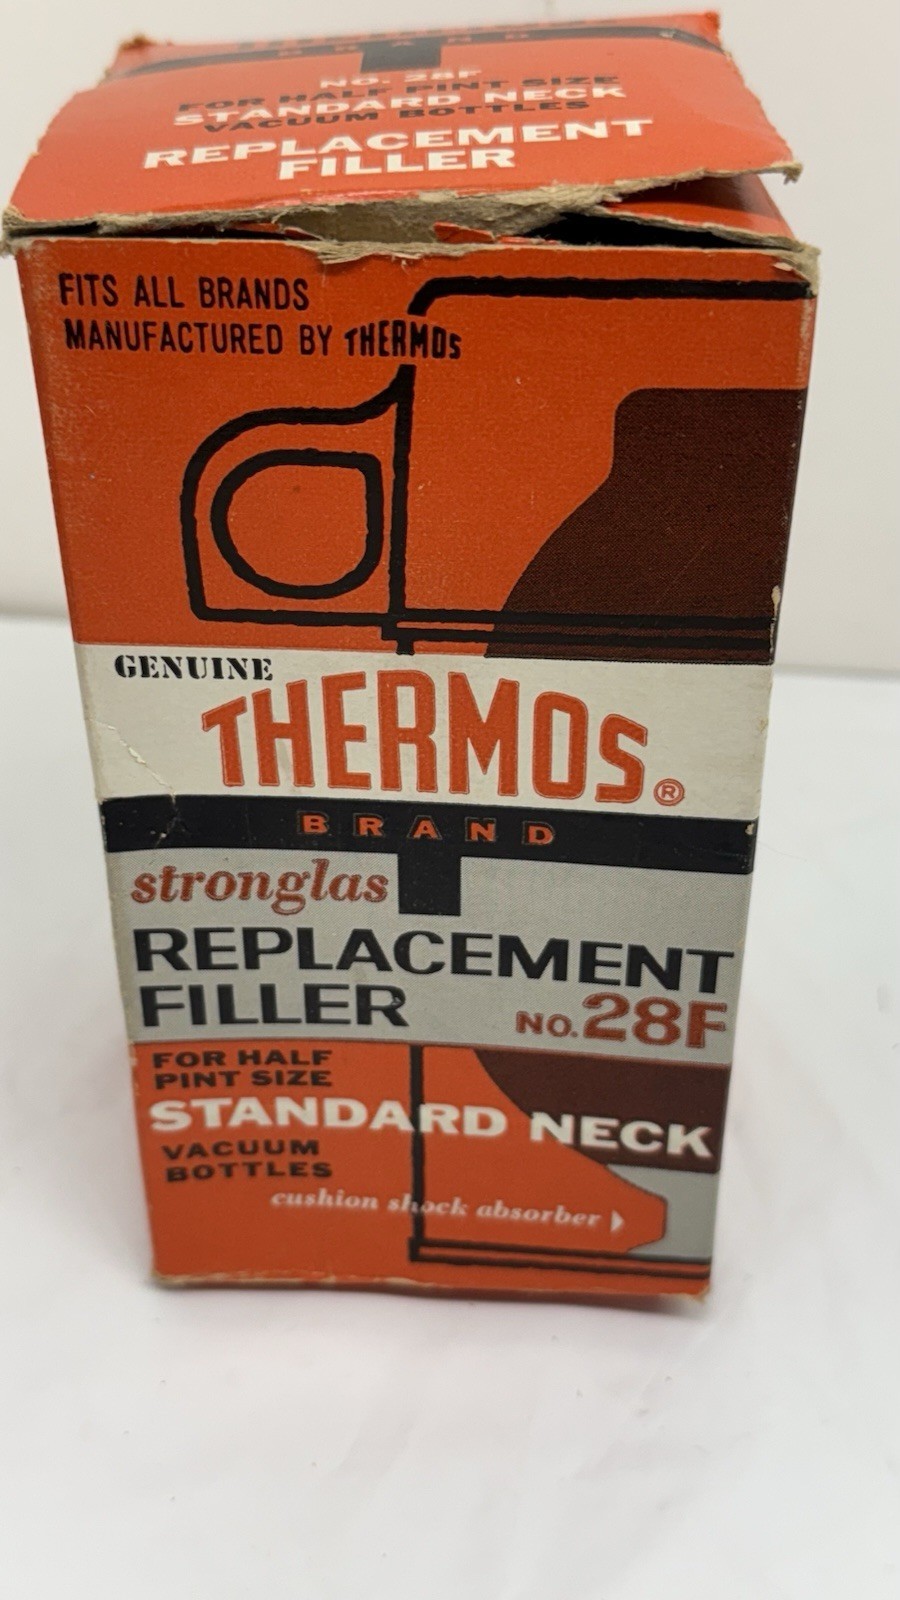 BRAND
NO. 28F
FOR HALF PINT SIZE
STANDARD NECK
VACUUM BOTTLES
REPLACEMENT
FILLER
FITS ALL BRANDS
MANUFACTURED BY THERMOS
GENUINE
THERMOS®
BRAND
stronglas
REPLACEMENT
FILLER NO. 28F
FOR HALF
PINT SIZE
STANDARD NECK
VACUUM
BOTTLES
cushion shock absorber